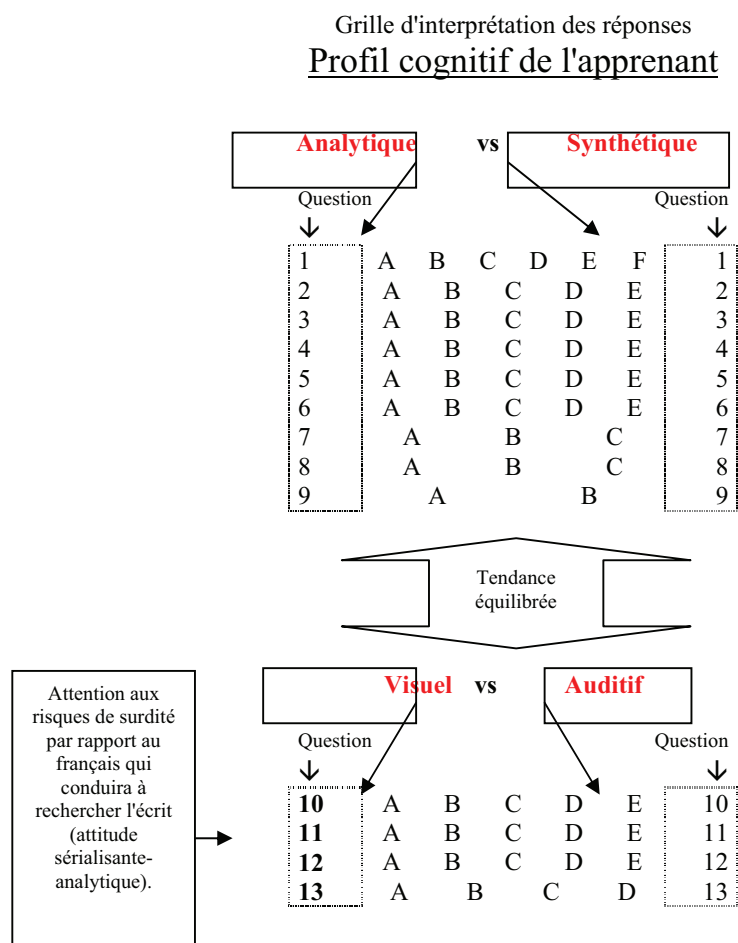 Grille d'interprétation des réponses
Profil cognitif de l'apprenant
Analytique vs Synthétique
Question Question
1 A B C D E F 1
2 A B C D E 2
3 A B C D E 3
4 A B C D E 4
5 A B C D E 5
6 A B C D E 6
7 A B C 7
8 A B C 8
9 A B 9
Tendance
équilibrée
Attention aux
risques de surdité
par rapport au
français qui
conduira à
rechercher l'écrit
(attitude
sérialisante-
analytique).
Visuel vs Auditif
Question Question
10 A B C D E 10
11 A B C D E 11
12 A B C D E 12
13 A B C D 13